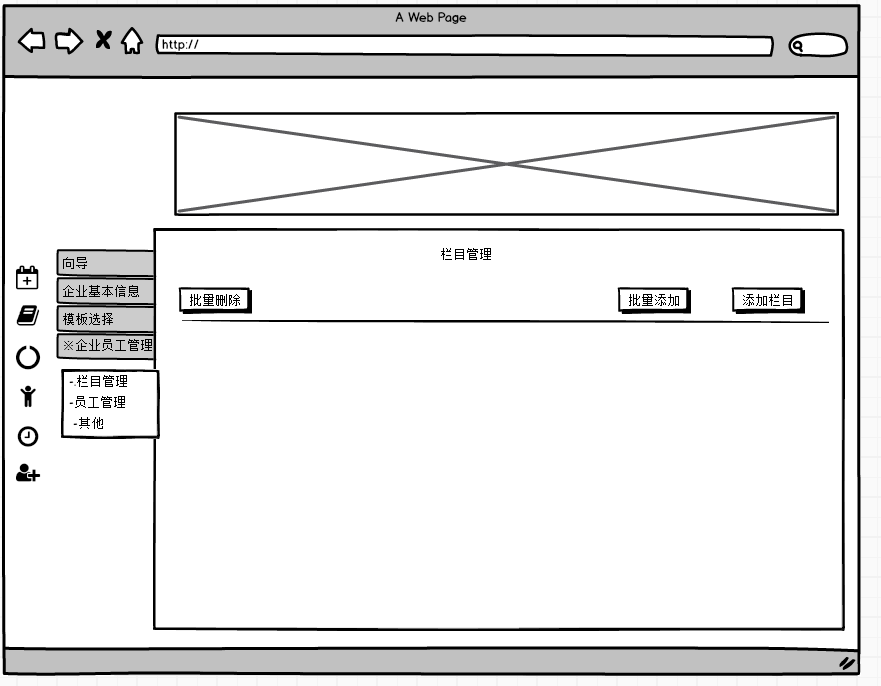 A Web Page
http://
栏目管理
批量删除
批量添加
添加栏目
向导
企业基本信息
模板选择
※企业员工管理
-.栏目管理
-员工管理
-其他